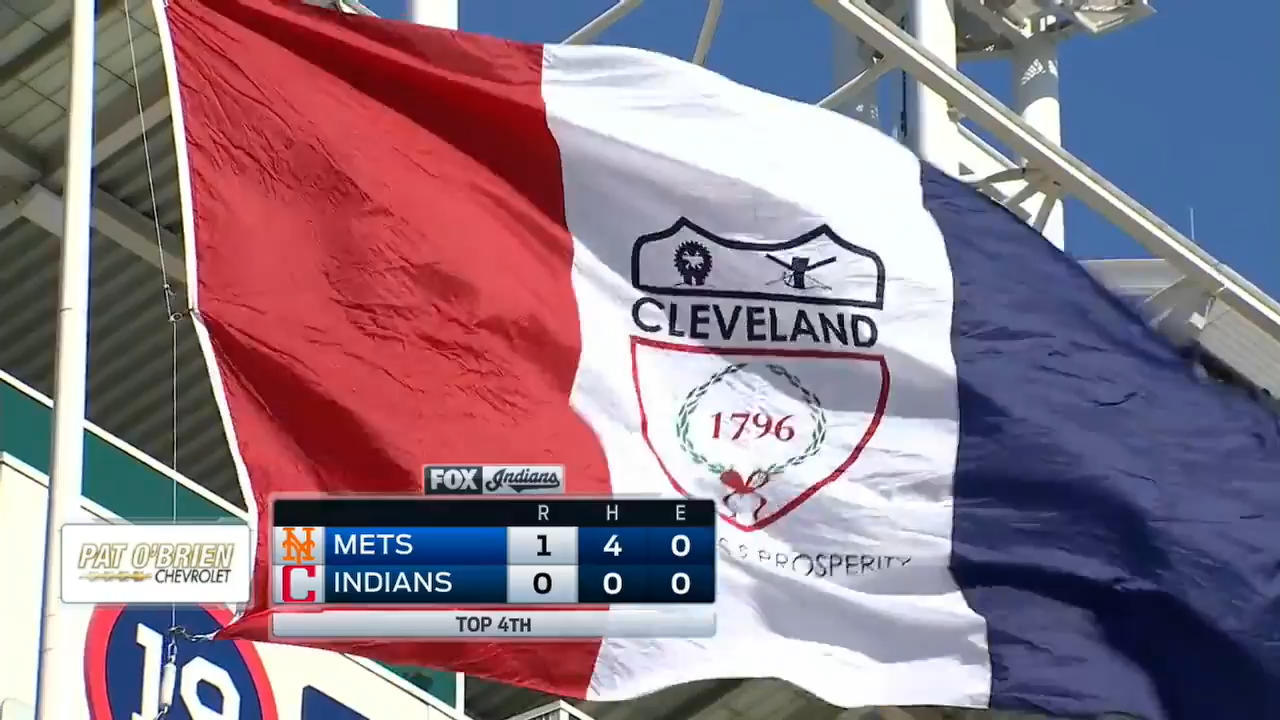 CLEVELAND
1796
& PROSPERITY
FOX Indians
R H E
METS 1 4 0
INDIANS 0 0 0
TOP 4TH
PAT O'BRIEN
CHEVROLET
19